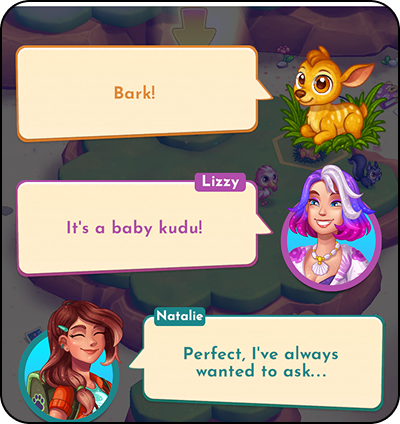 Bark!
Lizzy
It's a baby kudu!
Natalie
Perfect, I've always
wanted to ask...